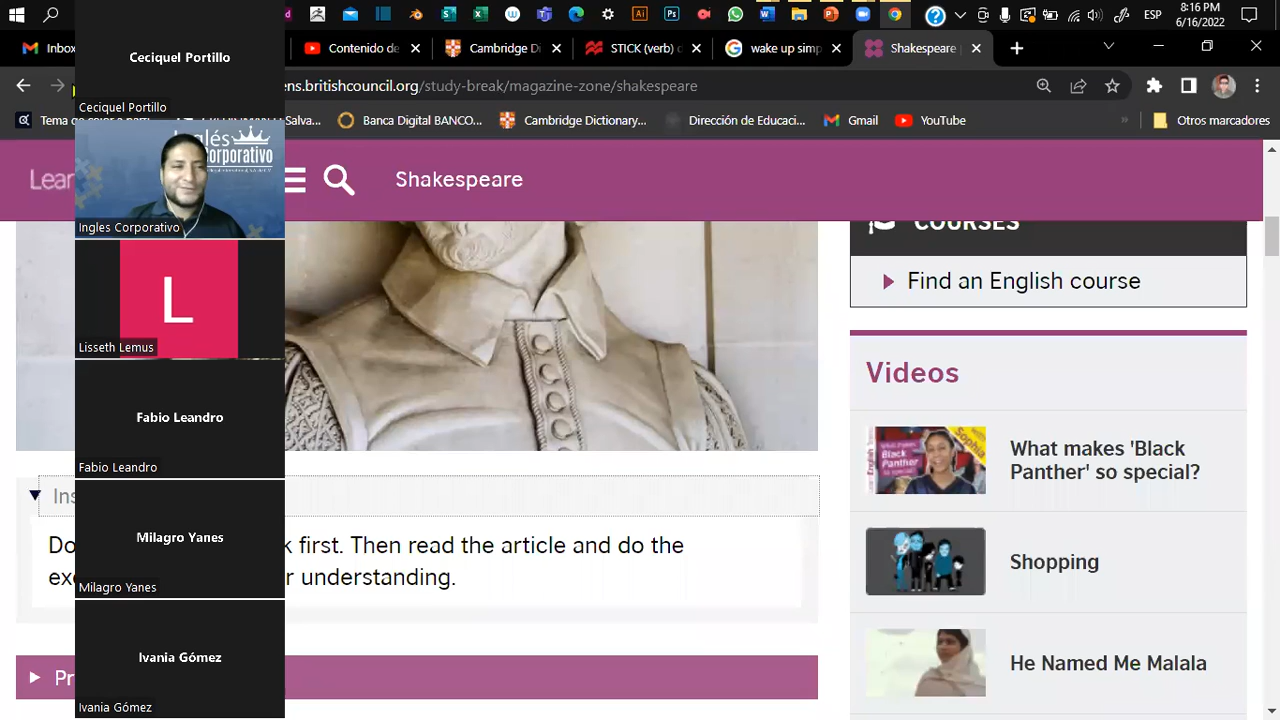 8:16 PM
ESP
6/16/2022
Inbox
Contenido de
Cambridge Di
STICK (verb) c
wake up simp
Shakespeare
ens.britishcouncil.org/study-break/magazine-zone/shakespeare
Tema
Salva...
Banca Digital BANCO...
Cambridge Dictionary...
Dirección de Educaci...
Gmail
YouTube
»
Otros marcadores
Ceciquel Portillo
Ceciquel Portillo
Inglés
Corporativo
Ingles Corporativo
L
Lisseth Lemus
Fabio Leandro
Fabio Leandro
Milagro Yanes
Milagro Yanes
Ivania Gómez
Ivania Gómez
Lear
Shakespeare
Ins
Do k first. Then read the article and do the
exe r understanding.
Pr
COURSES
Find an English course
Videos
What makes 'Black
Panther' so special?
Shopping
He Named Me Malala